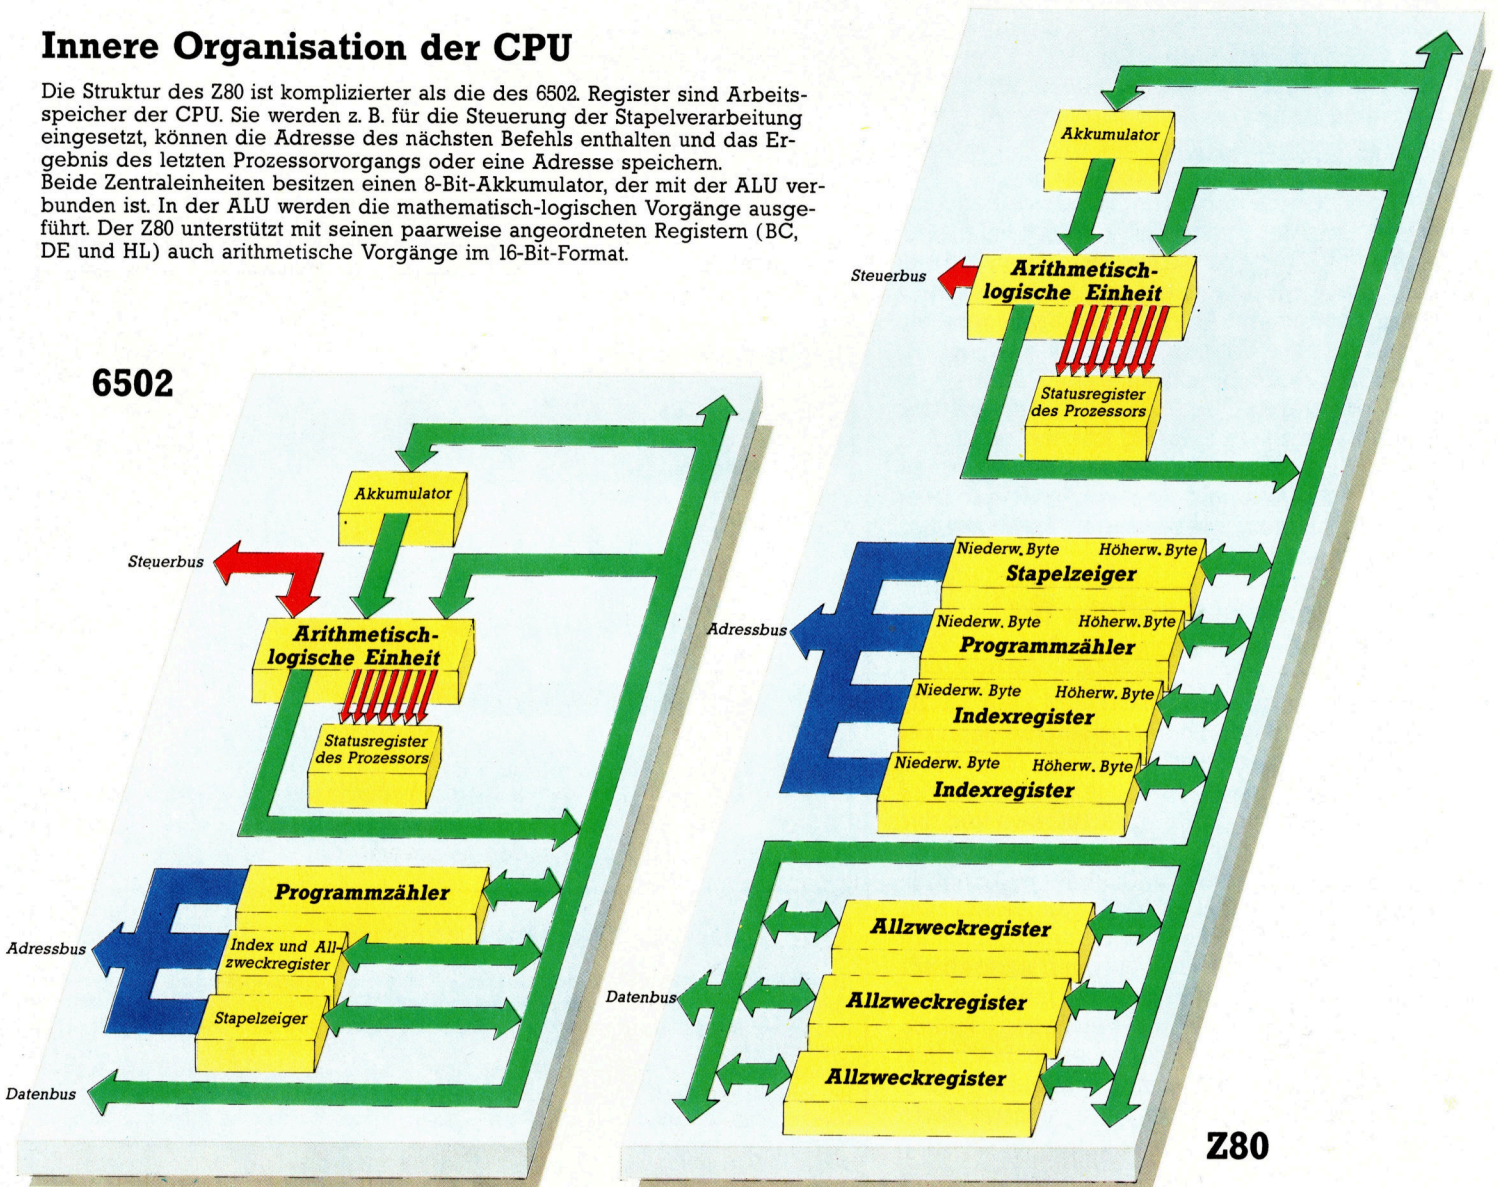 Innere Organisation der CPU
Die Struktur des Z80 ist komplizierter als die des 6502. Register sind Arbeits-
speicher der CPU. Sie werden z. B. für die Steuerung der Stapelverarbeitung
eingesetzt, können die Adresse des nächsten Befehls enthalten und das Er-
gebnis des letzten Prozessorvorgangs oder eine Adresse speichern.
Beide Zentraleinheiten besitzen einen 8-Bit-Akkumulator, der mit der ALU ver-
bunden ist. In der ALU werden die mathematisch-logischen Vorgänge ausge-
führt. Der Z80 unterstützt mit seinen paarweise angeordneten Registern (BC,
DE und HL) auch arithmetische Vorgänge im 16-Bit-Format.
6502
Akkumulator
Steuerbus
Arithmetisch-
logische Einheit
Statusregister
des Prozessors
Programmzähler
Adressbus
Index und All-
zweckregister
Stapelzeiger
Datenbus
Akkumulator
Steuerbus
Arithmetisch-
logische Einheit
Statusregister
des Prozessors
Niederw. Byte Höherw. Byte
Stapelzeiger
Adressbus
Niederw. Byte Höherw. Byte
Programmzähler
Niederw. Byte Höherw. Byte
Indexregister
Niederw. Byte Höherw. Byte
Indexregister
Allzweckregister
Datenbus
Allzweckregister
Allzweckregister
Z80